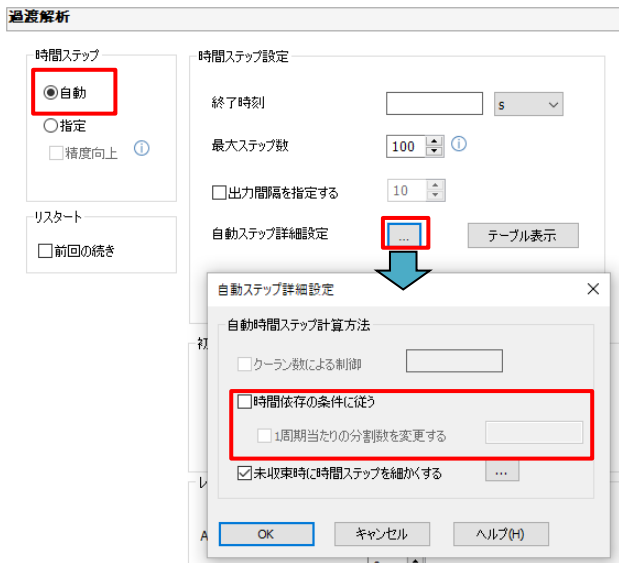 過渡解析
時間ステップ
自動
指定
精度向上
リスタート
前回の続き
時間ステップ設定
終了時刻
s
最大ステップ数
100
出力間隔を指定する
10
自動ステップ詳細設定
...
テーブル表示
自動ステップ詳細設定
自動時間ステップ計算方法
クーラン数による制御
時間依存の条件に従う
1周期当たりの分割数を変更する
未収束時に時間ステップを細かくする
...
OK
キャンセル
ヘルプ(H)
初
レ
A